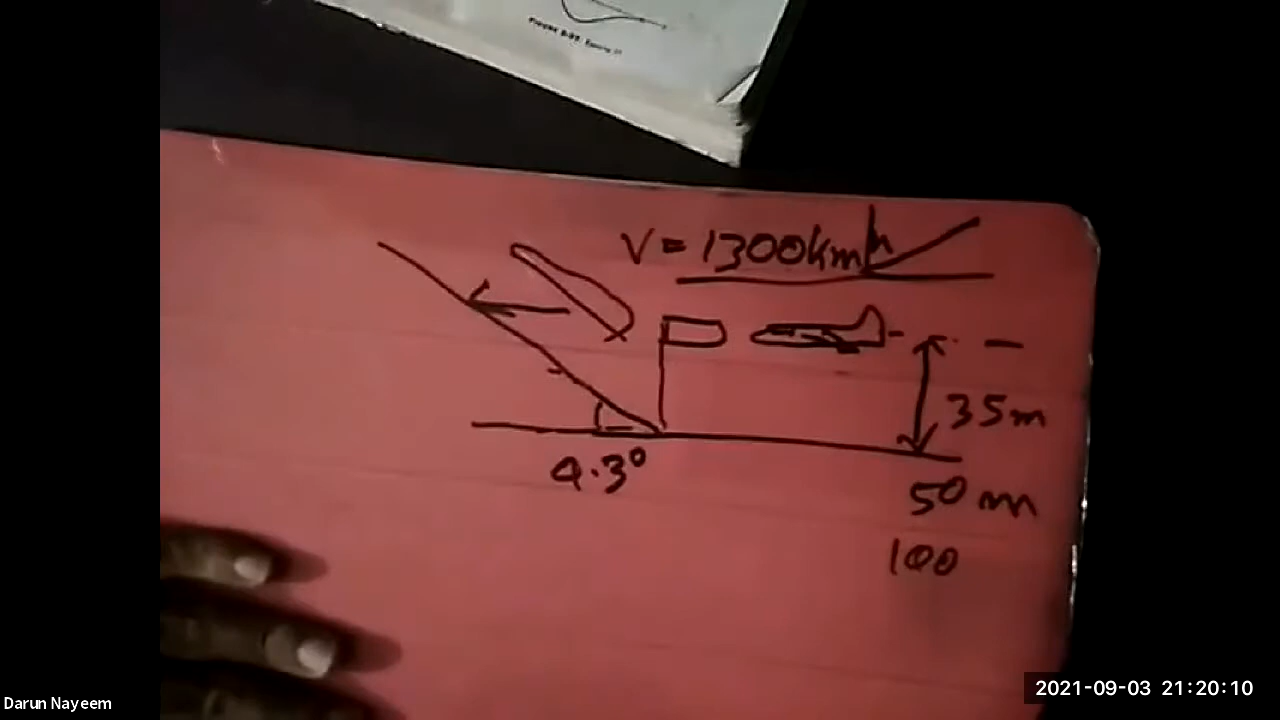 V = 1300km/h
35m
4.3°
50 m
100
Darun Nayeem
2021-09-03 21:20:10